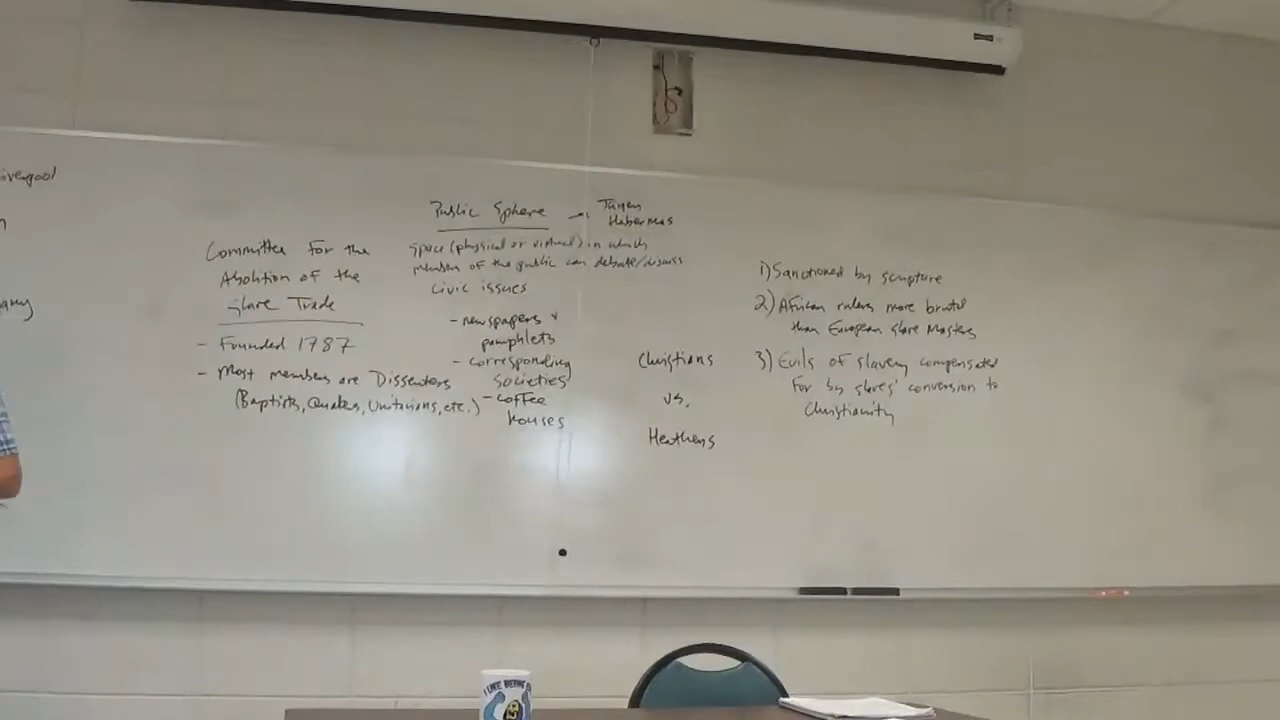 Committee for the
Abolition of the
Slave Trade
- Founded 1787
- Most members are Dissenters
(Baptists, Quakers, Unitarians, etc.)
Public Sphere → Jurgen
Habermas
Space (physical or virtual) in which
members of the public can debate/discuss
civic issues
- newspapers +
pamphlets
- corresponding
societies
- coffee
houses
Christians
vs.
Heathens
1) Sanctioned by scripture
2) African rulers more brutal
than European slave masters
3) Evils of slavery compensated
for by slaves' conversion to
Christianity
I LIKE BEING